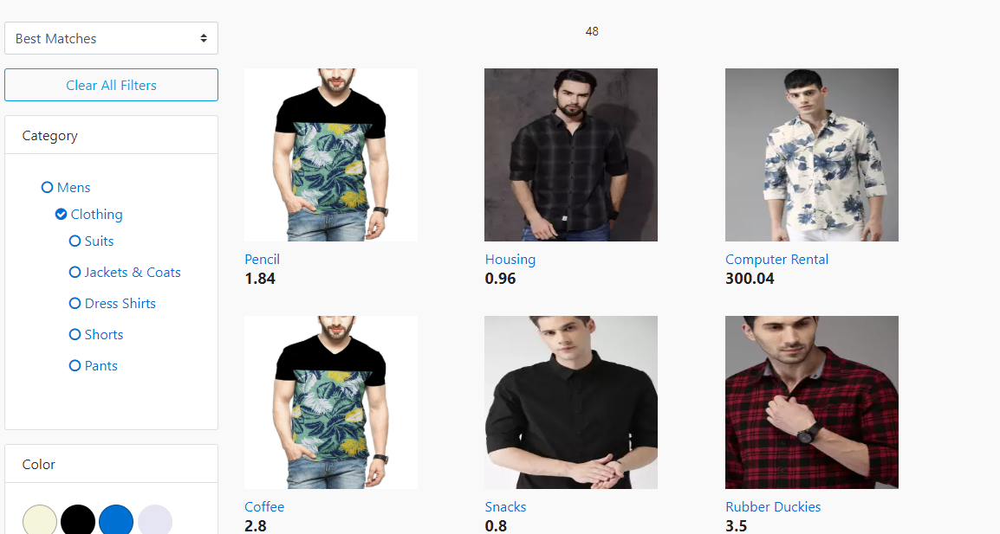 Best Matches
48
Clear All Filters
Category
Mens
Clothing
Suits
Jackets & Coats
Dress Shirts
Shorts
Pants
Color
Pencil
1.84
Housing
0.96
Computer Rental
300.04
Coffee
2.8
Snacks
0.8
Rubber Duckies
3.5